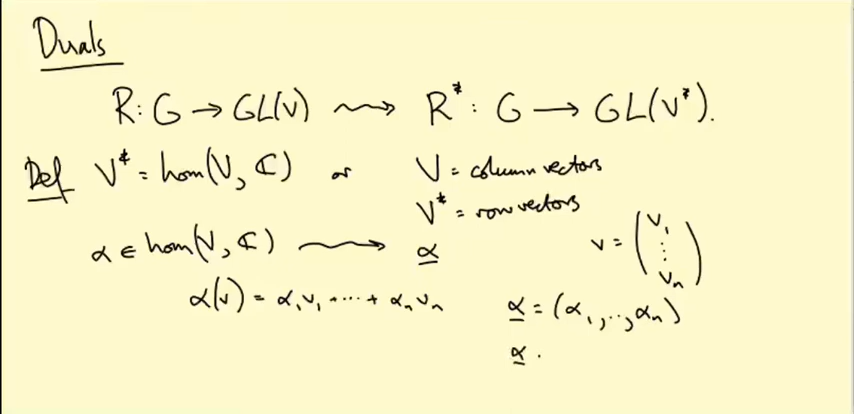 Duals
R: G → GL(V) ⇝ R*: G → GL(V*).
Def V* = hom(V, ℂ) or V = column vectors
V* = row vectors
α ∈ hom(V, ℂ) ⇝ α̲ v = (v₁ ⋮ vₙ)
α(v) = α₁v₁ + ⋯ + αₙvₙ α̲ = (α₁, .., αₙ)
α̲ .